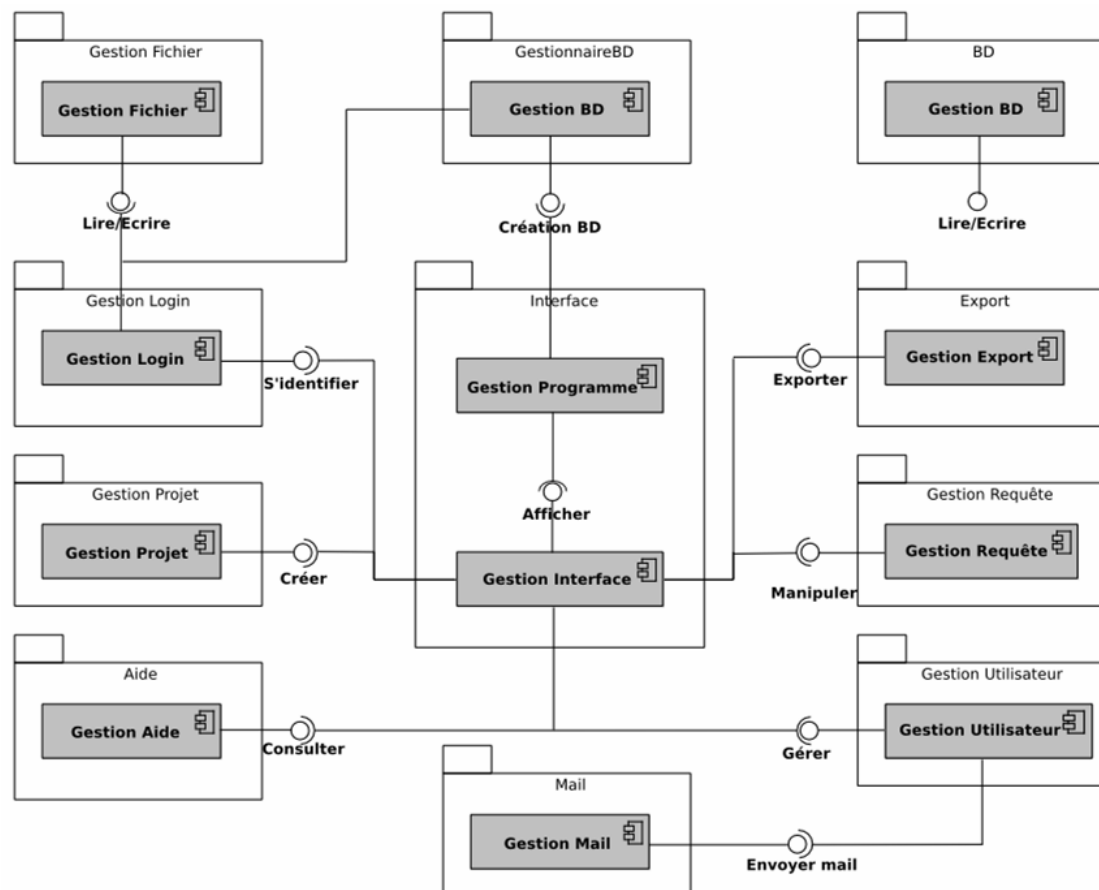 Gestion Fichier
GestionnaireBD
BD
Gestion Fichier
Gestion BD
Gestion BD
Lire/Ecrire
Création BD
Lire/Ecrire
Gestion Login
Interface
Export
Gestion Login
Gestion Programme
Gestion Export
S'identifier
Exporter
Gestion Projet
Afficher
Gestion Requête
Gestion Projet
Gestion Interface
Gestion Requête
Créer
Manipuler
Aide
Gestion Utilisateur
Gestion Aide
Gestion Utilisateur
Consulter
Gérer
Mail
Gestion Mail
Envoyer mail